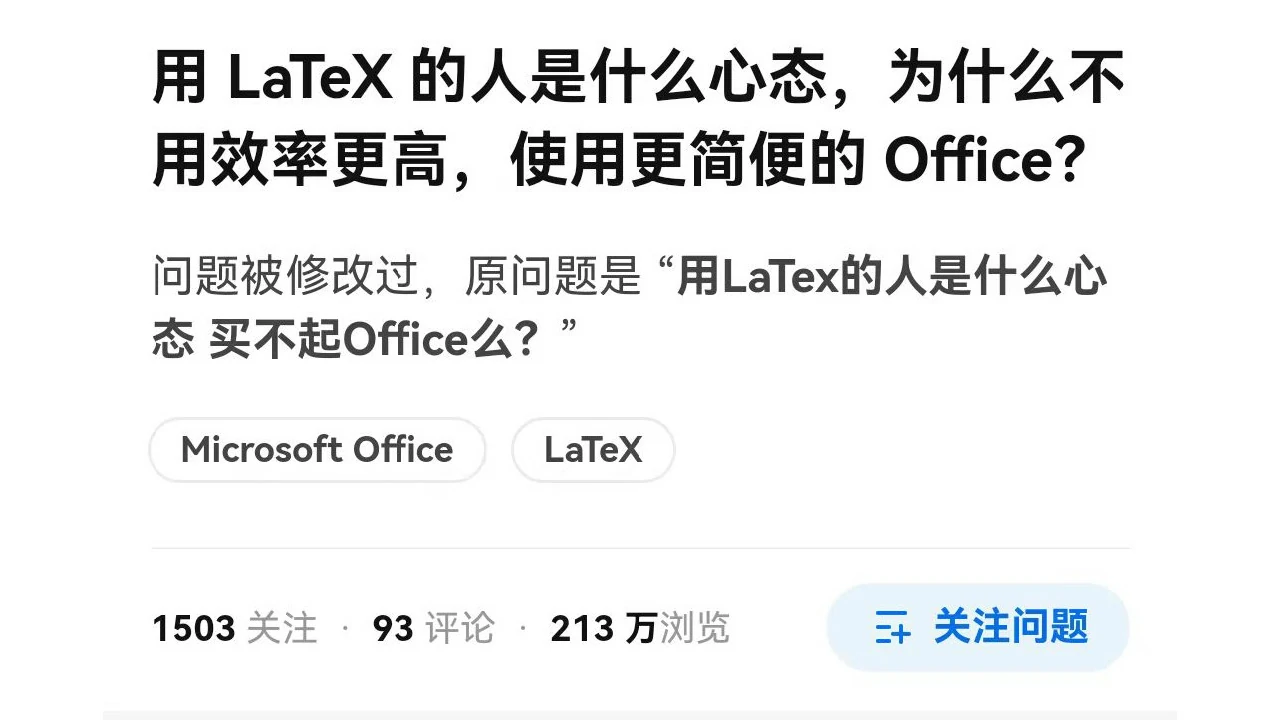 用 LaTeX 的人是什么心态，为什么不
用效率更高，使用更简便的 Office？
问题被修改过，原问题是 “用LaTex的人是什么心
态 买不起Office么？”
Microsoft Office LaTeX
1503 关注 · 93 评论 · 213 万浏览 关注问题